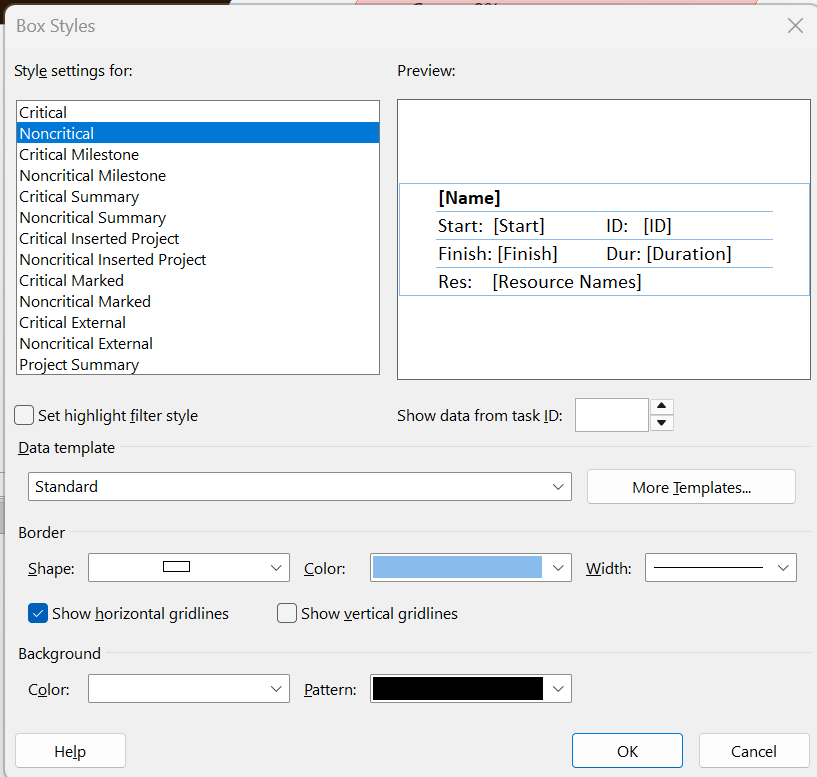 Box Styles
Style settings for:
Preview:
Critical
Noncritical
Critical Milestone
Noncritical Milestone
Critical Summary
Noncritical Summary
Critical Inserted Project
Noncritical Inserted Project
Critical Marked
Noncritical Marked
Critical External
Noncritical External
Project Summary
[Name]
Start: [Start] ID: [ID]
Finish: [Finish] Dur: [Duration]
Res: [Resource Names]
Set highlight filter style
Show data from task ID:
Data template
Standard
More Templates...
Border
Shape:
Color:
Width:
Show horizontal gridlines
Show vertical gridlines
Background
Color:
Pattern:
Help
OK
Cancel